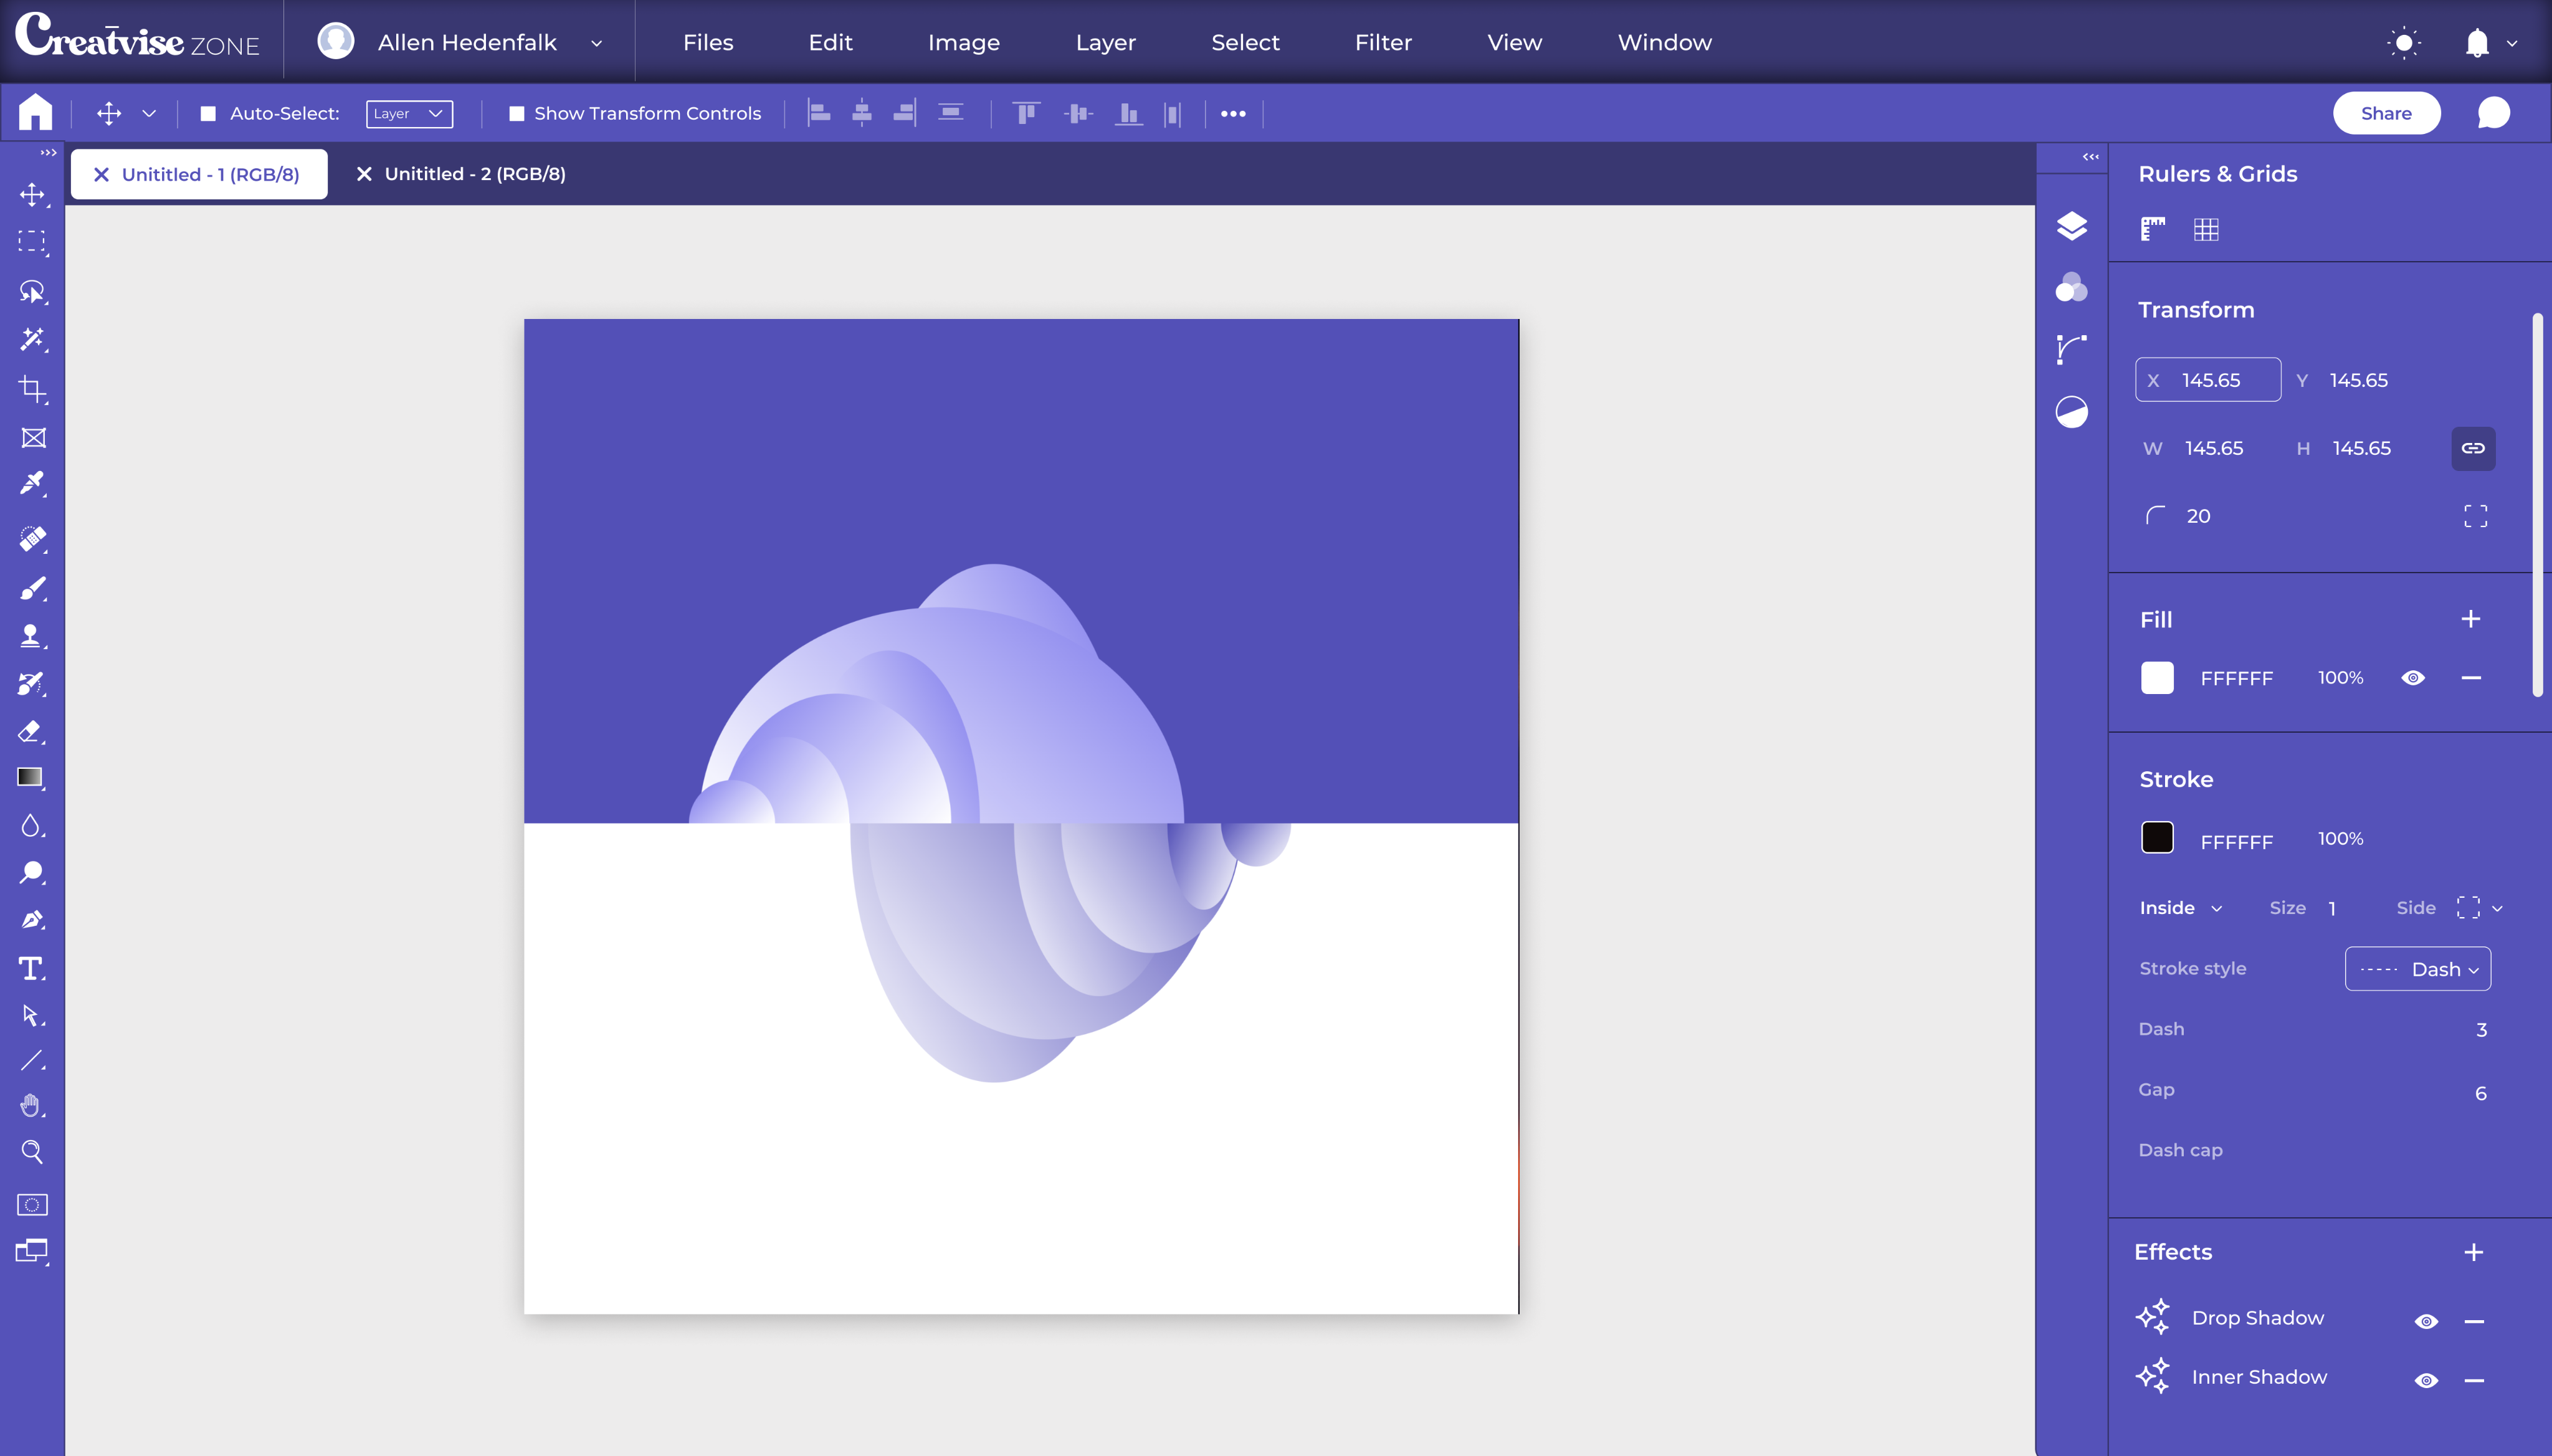 Creatvise ZONE
Allen Hedenfalk
Files Edit Image Layer Select Filter View Window
Auto-Select: Layer Show Transform Controls
Share
Unititled - 1 (RGB/8) Unititled - 2 (RGB/8)
Rulers & Grids
Transform
X 145.65 Y 145.65
W 145.65 H 145.65
20
Fill
FFFFFF 100%
Stroke
FFFFFF 100%
Inside Size 1 Side
Stroke style Dash
Dash 3
Gap 6
Dash cap
Effects
Drop Shadow
Inner Shadow